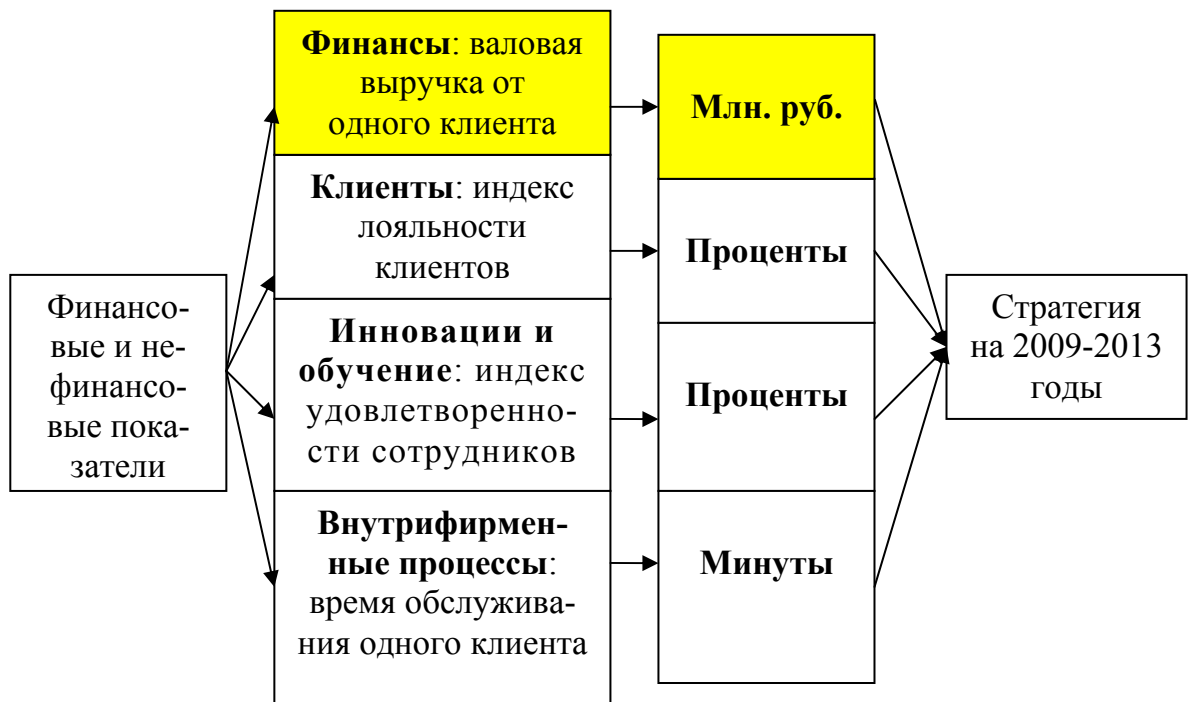 Финансо-
вые и не-
финансо-
вые пока-
затели
Финансы: валовая
выручка от
одного клиента
Клиенты: индекс
лояльности
клиентов
Инновации и
обучение: индекс
удовлетворенно-
сти сотрудников
Внутрифирмен-
ные процессы:
время обслужива-
ния одного клиента
Млн. руб.
Проценты
Проценты
Минуты
Стратегия
на 2009-2013
годы